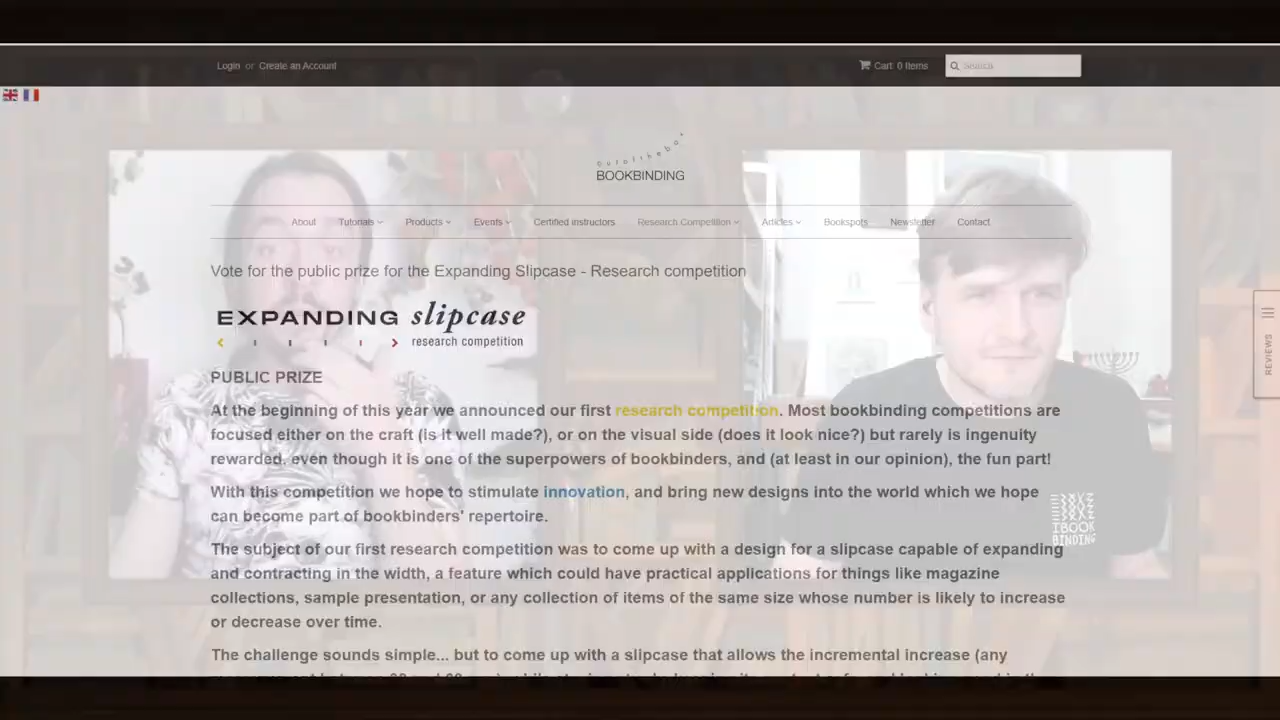 Login or Create an Account
Cart: 0 Items
Search
BOOKBINDING
About Tutorials Products Events Certified instructors Research Competition Articles Bookspots Newsletter Contact
Vote for the public prize for the Expanding Slipcase - Research competition
EXPANDING slipcase
research competition
REVIEWS
PUBLIC PRIZE
At the beginning of this year we announced our first research competition. Most bookbinding competitions are
focused either on the craft (is it well made?), or on the visual side (does it look nice?) but rarely is ingenuity
rewarded, even though it is one of the superpowers of bookbinders, and (at least in our opinion), the fun part!
With this competition we hope to stimulate innovation, and bring new designs into the world which we hope
can become part of bookbinders' repertoire.
IBOOK
BINDING
The subject of our first research competition was to come up with a design for a slipcase capable of expanding
and contracting in the width, a feature which could have practical applications for things like magazine
collections, sample presentation, or any collection of items of the same size whose number is likely to increase
or decrease over time.
The challenge sounds simple... but to come up with a slipcase that allows the incremental increase (any